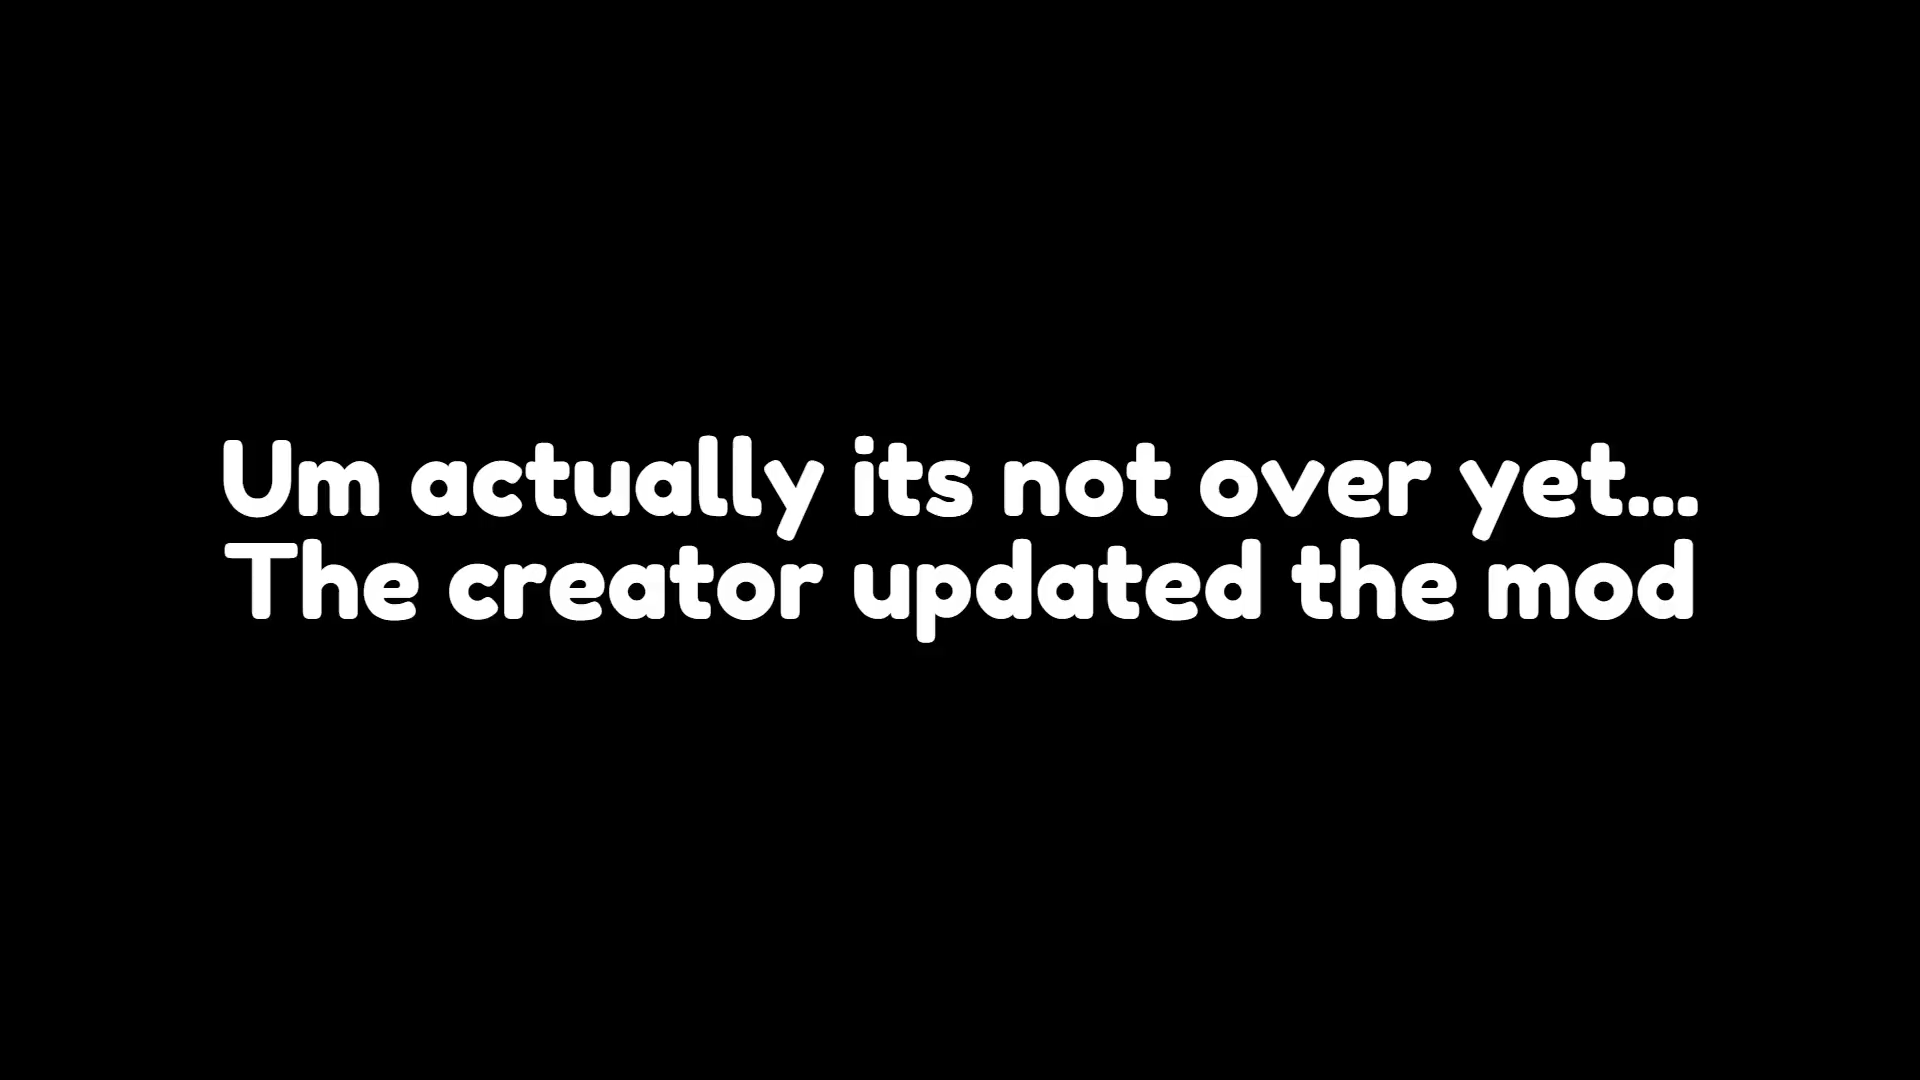 Um actually its not over yet...
The creator updated the mod